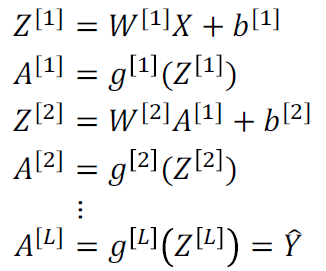 Z^{[1]} = W^{[1]}X + b^{[1]}
A^{[1]} = g^{[1]}(Z^{[1]})
Z^{[2]} = W^{[2]}A^{[1]} + b^{[2]}
A^{[2]} = g^{[2]}(Z^{[2]})
⋮
A^{[L]} = g^{[L]}(Z^{[L]}) = Ŷ